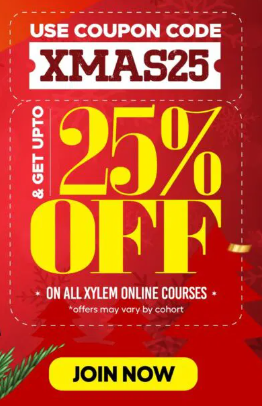 USE COUPON CODE
XMAS25
& GET UPTO
25%
OFF
• ON ALL XYLEM ONLINE COURSES •
*offers may vary by cohort
JOIN NOW